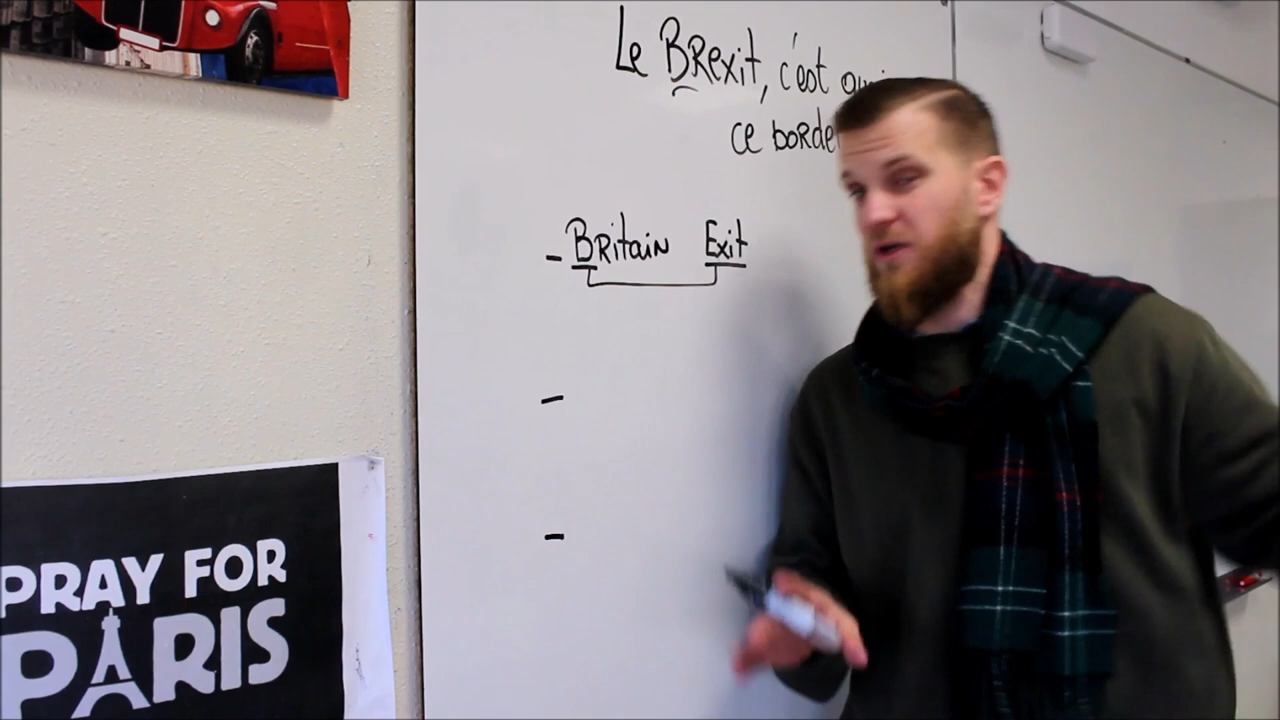 Le BRexit, c'est
ce borde
- BRitain Exit
-
-
PRAY FOR
PARIS